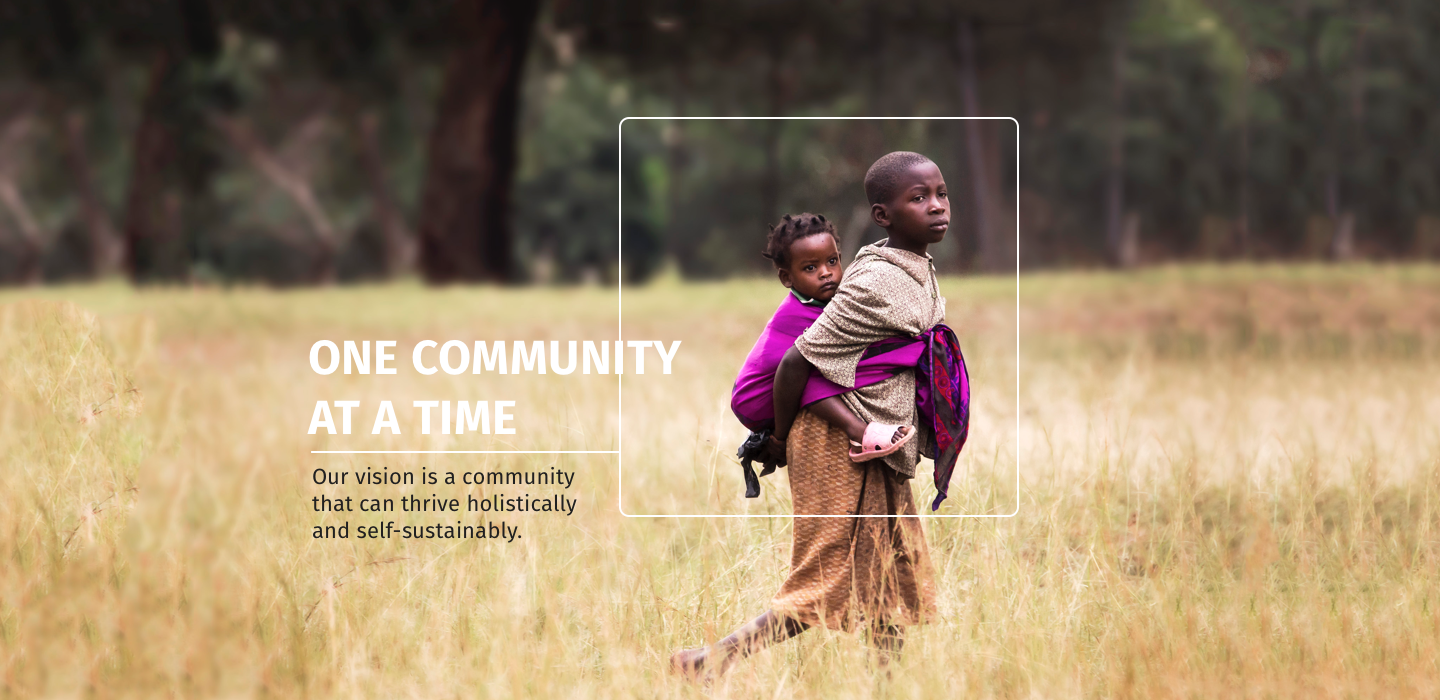 ONE COMMUNITY
AT A TIME
Our vision is a community
that can thrive holistically
and self-sustainably.